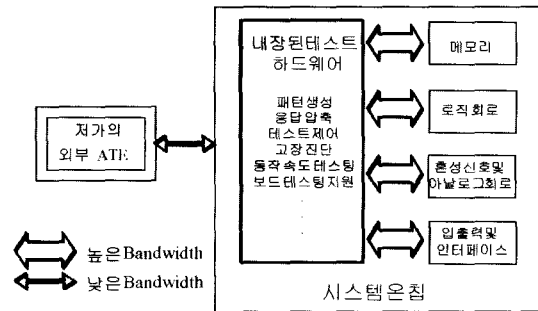 내장된테스트
하드웨어
패턴생성
응답압축
테스트제어
고장진단
동작속도테스팅
보드테스팅지원
메모리
로직회로
혼성신호및
아날로그회로
입출력및
인터페이스
저가의
외부 ATE
높은Bandwidth
낮은Bandwidth
시스템온칩